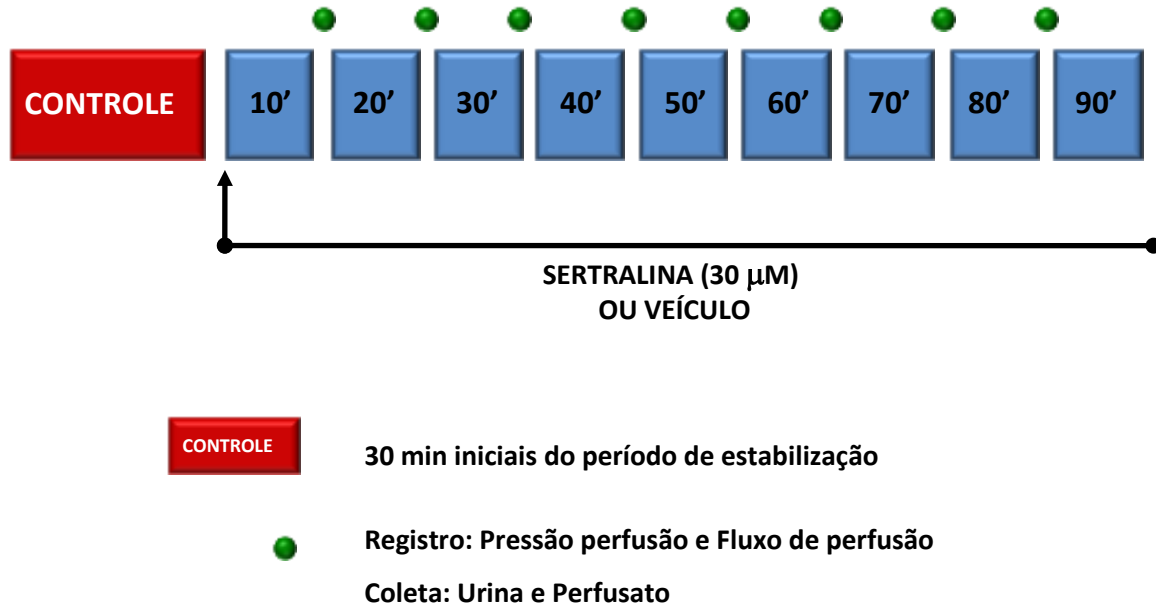 CONTROLE 10’ 20’ 30’ 40’ 50’ 60’ 70’ 80’ 90’
SERTRALINA (30 µM)
OU VEÍCULO
CONTROLE
30 min iniciais do período de estabilização
Registro: Pressão perfusão e Fluxo de perfusão
Coleta: Urina e Perfusato